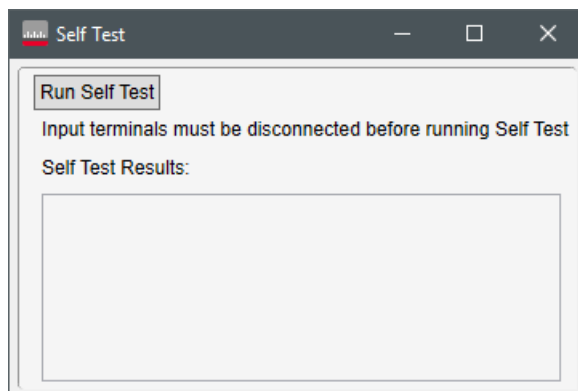 Self Test
Run Self Test
Input terminals must be disconnected before running Self Test
Self Test Results: